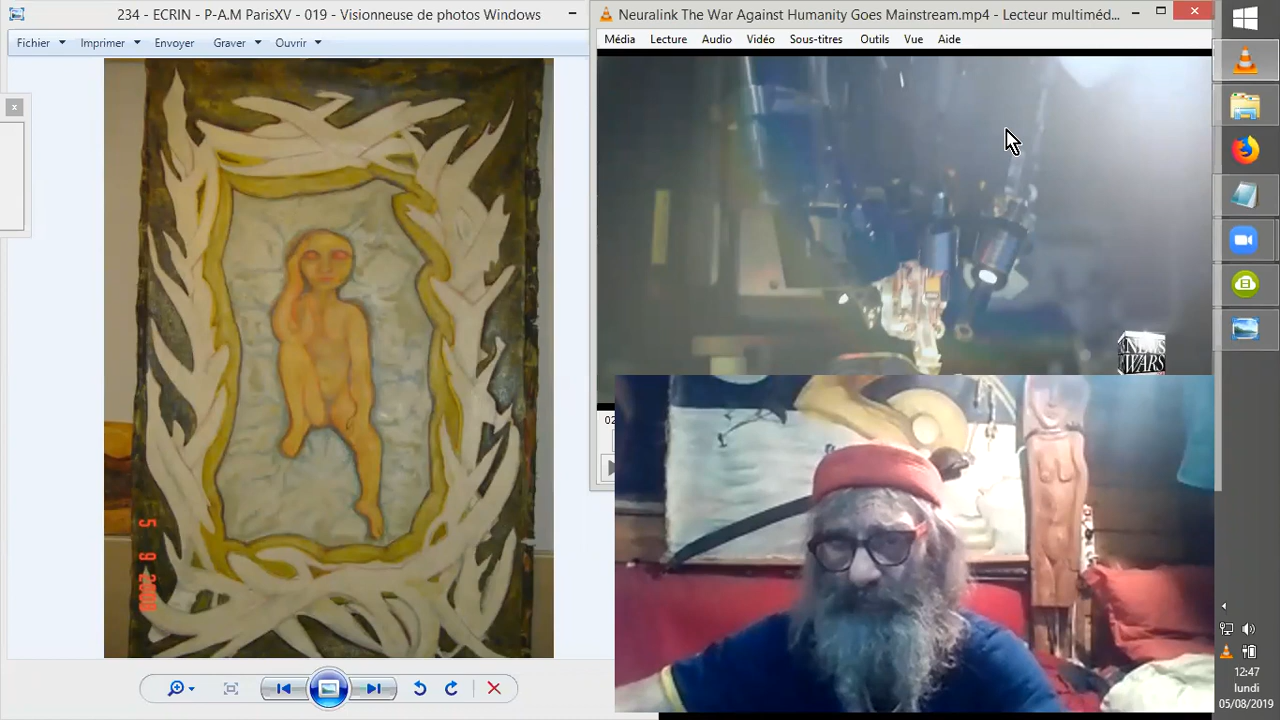 234 - ECRIN - P-A.M ParisXV - 019 - Visionneuse de photos Windows
Fichier Imprimer Envoyer Graver Ouvrir
Neuralink The War Against Humanity Goes Mainstream.mp4 - Lecteur multiméd...
Média Lecture Audio Vidéo Sous-titres Outils Vue Aide
NEWS
WARS
02
5 9 2008
12:47
lundi
05/08/2019